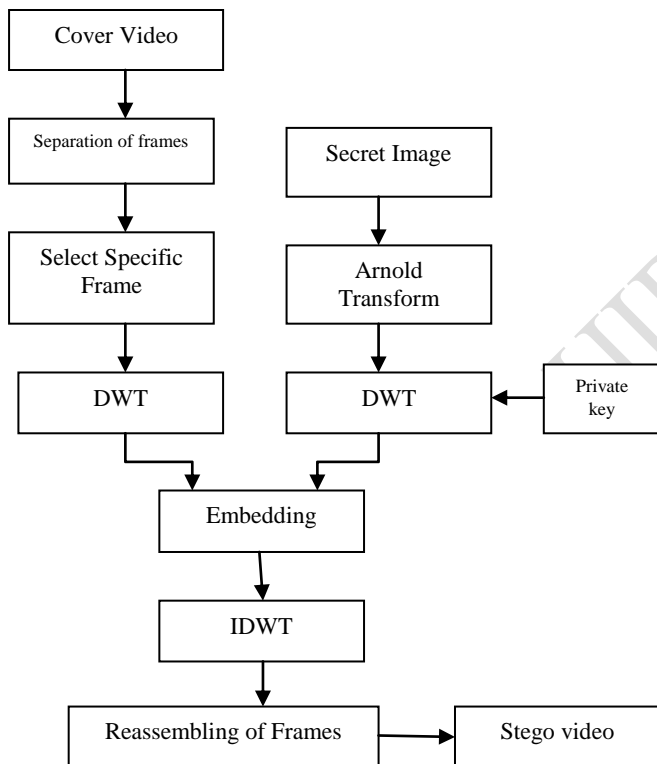 Cover Video
Separation of frames
Secret Image
Select Specific
Frame
Arnold
Transform
DWT
DWT
Private
key
Embedding
IDWT
Reassembling of Frames
Stego video